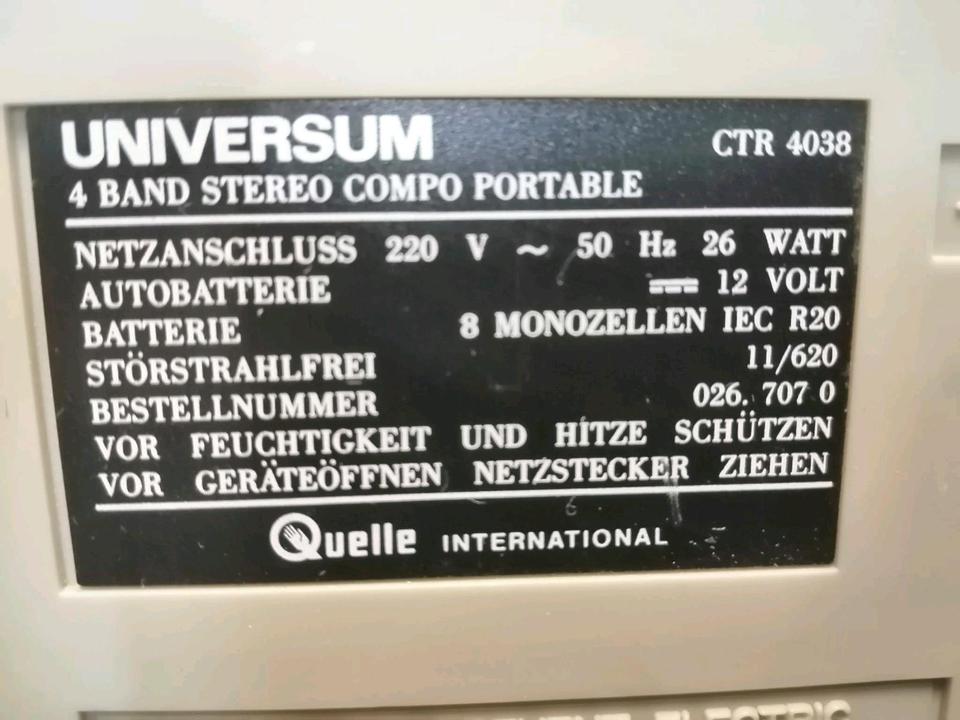 UNIVERSUM CTR 4038
4 BAND STEREO COMPO PORTABLE
NETZANSCHLUSS 220 V ~ 50 Hz 26 WATT
AUTOBATTERIE ⎓ 12 VOLT
BATTERIE 8 MONOZELLEN IEC R20
STÖRSTRAHLFREI 11/620
BESTELLNUMMER 026. 707 0
VOR FEUCHTIGKEIT UND HITZE SCHÜTZEN
VOR GERÄTEÖFFNEN NETZSTECKER ZIEHEN
Quelle INTERNATIONAL
ELECTRIC